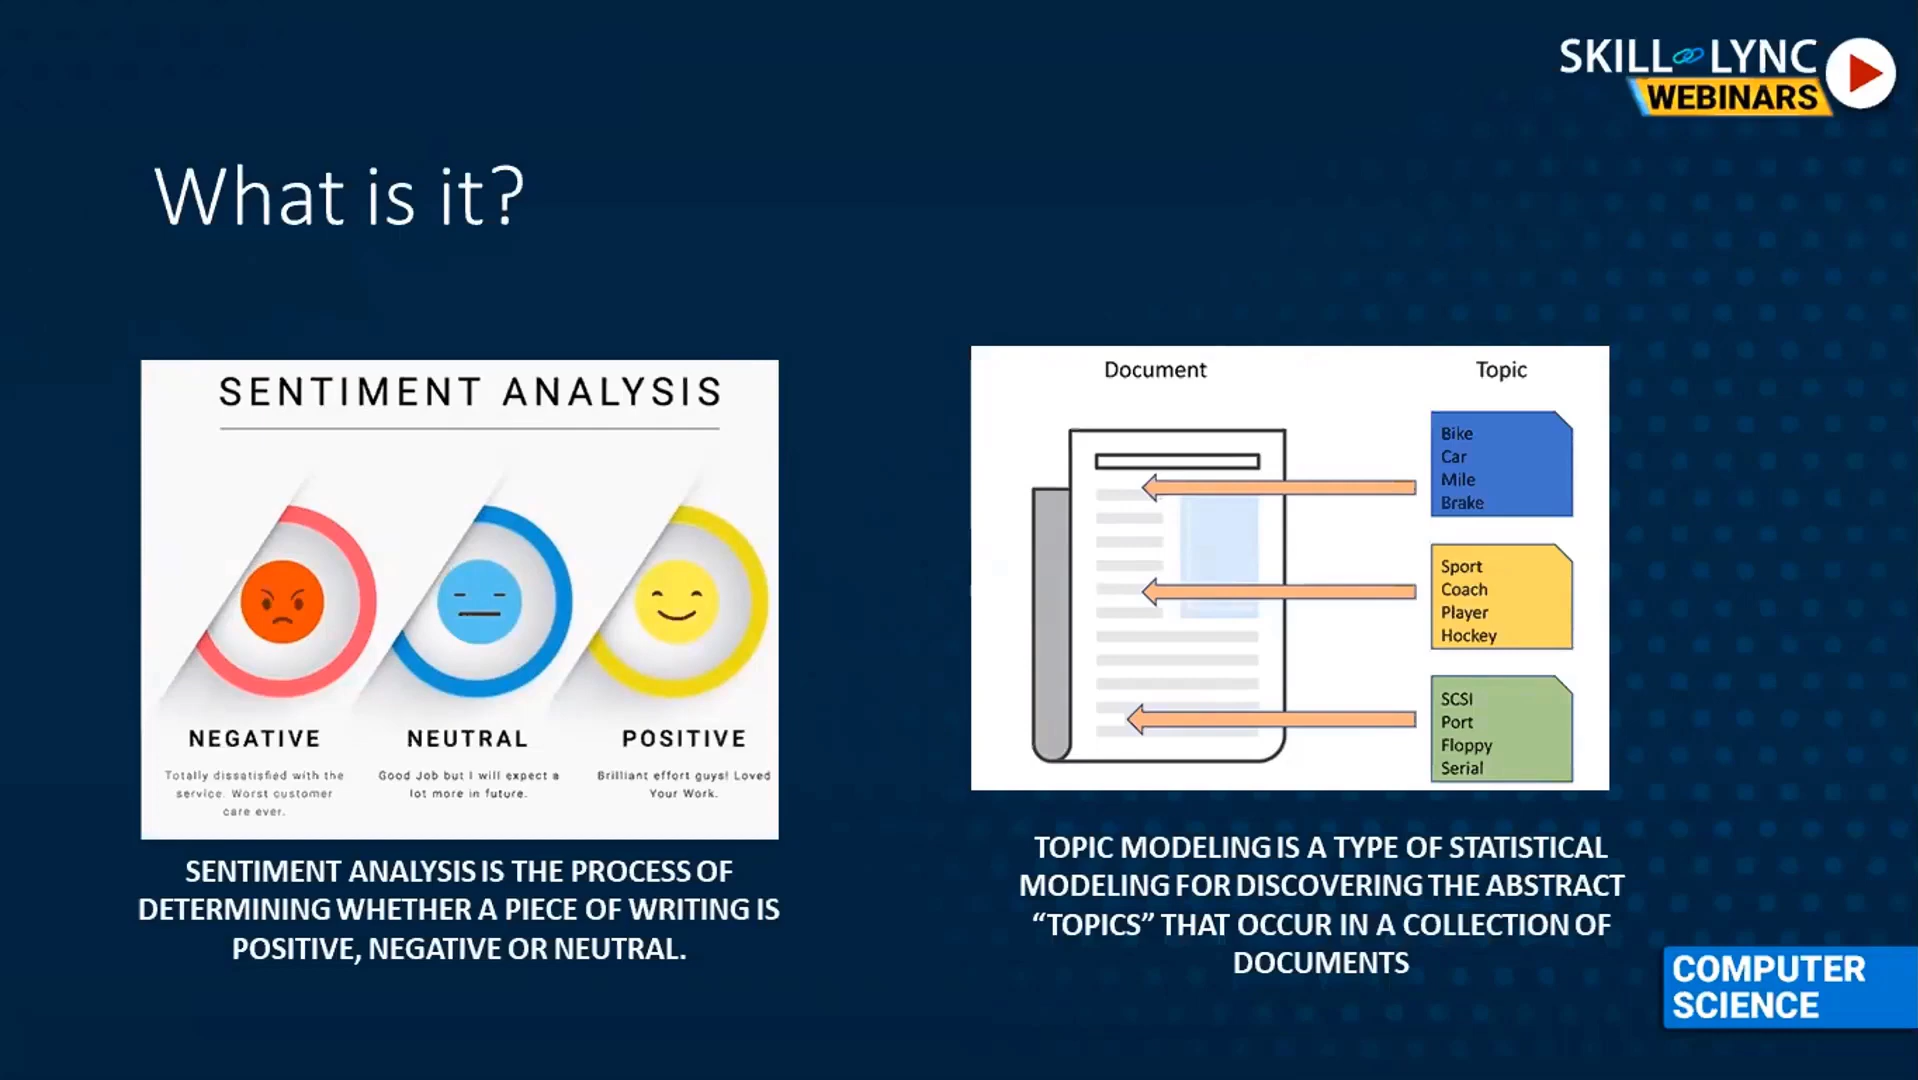 SKILL LYNC
WEBINARS
What is it?
SENTIMENT ANALYSIS
NEGATIVE
Totally dissatisfied with the
service. Worst customer
care ever.
NEUTRAL
Good Job but I will expect a
lot more in future.
POSITIVE
Brilliant effort guys! Loved
Your Work.
SENTIMENT ANALYSIS IS THE PROCESS OF
DETERMINING WHETHER A PIECE OF WRITING IS
POSITIVE, NEGATIVE OR NEUTRAL.
Document
Topic
Bike
Car
Mile
Brake
Sport
Coach
Player
Hockey
SCSI
Port
Floppy
Serial
TOPIC MODELING IS A TYPE OF STATISTICAL
MODELING FOR DISCOVERING THE ABSTRACT
“TOPICS” THAT OCCUR IN A COLLECTION OF
DOCUMENTS
COMPUTER
SCIENCE